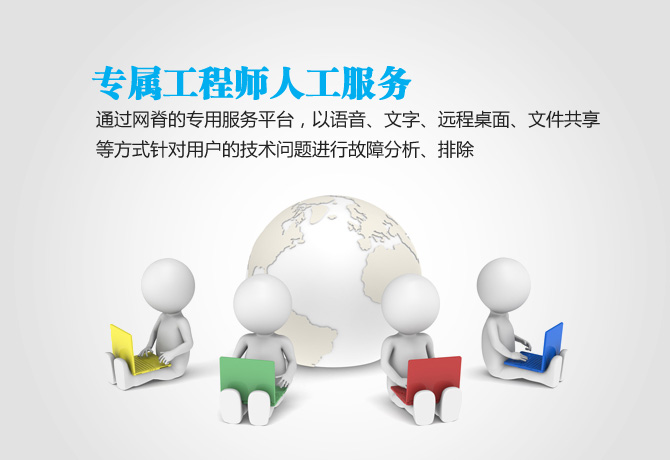 专属工程师人工服务
通过网脊的专用服务平台，以语音、文字、远程桌面、文件共享
等方式针对用户的技术问题进行故障分析、排除